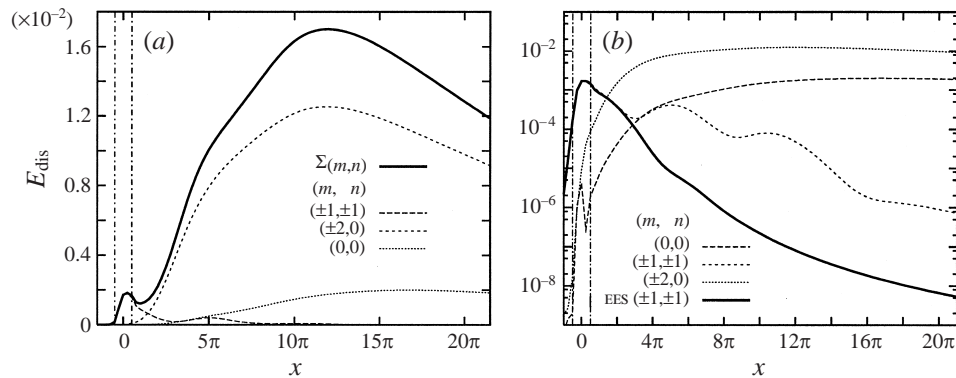 (×10⁻²)
(a)
1.6
1.2
0.8
0.4
0
E_dis
Σ(m,n)
(m, n)
(±1,±1)
(±2,0)
(0,0)
0 5π 10π 15π 20π
x
(b)
10⁻²
10⁻⁴
10⁻⁶
10⁻⁸
(m, n)
(0,0)
(±1,±1)
(±2,0)
EES (±1,±1)
0 4π 8π 12π 16π 20π
x